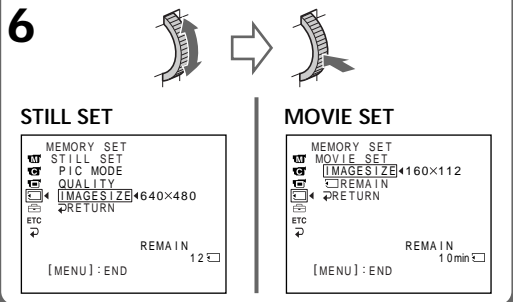 6
STILL SET
MEMORY SET
STILL SET
PIC MODE
QUALITY
IMAGESIZE 640×480
RETURN
ETC
REMAIN
12
[MENU]:END
MOVIE SET
MEMORY SET
MOVIE SET
IMAGESIZE 160×112
REMAIN
RETURN
ETC
REMAIN
10min
[MENU]:END